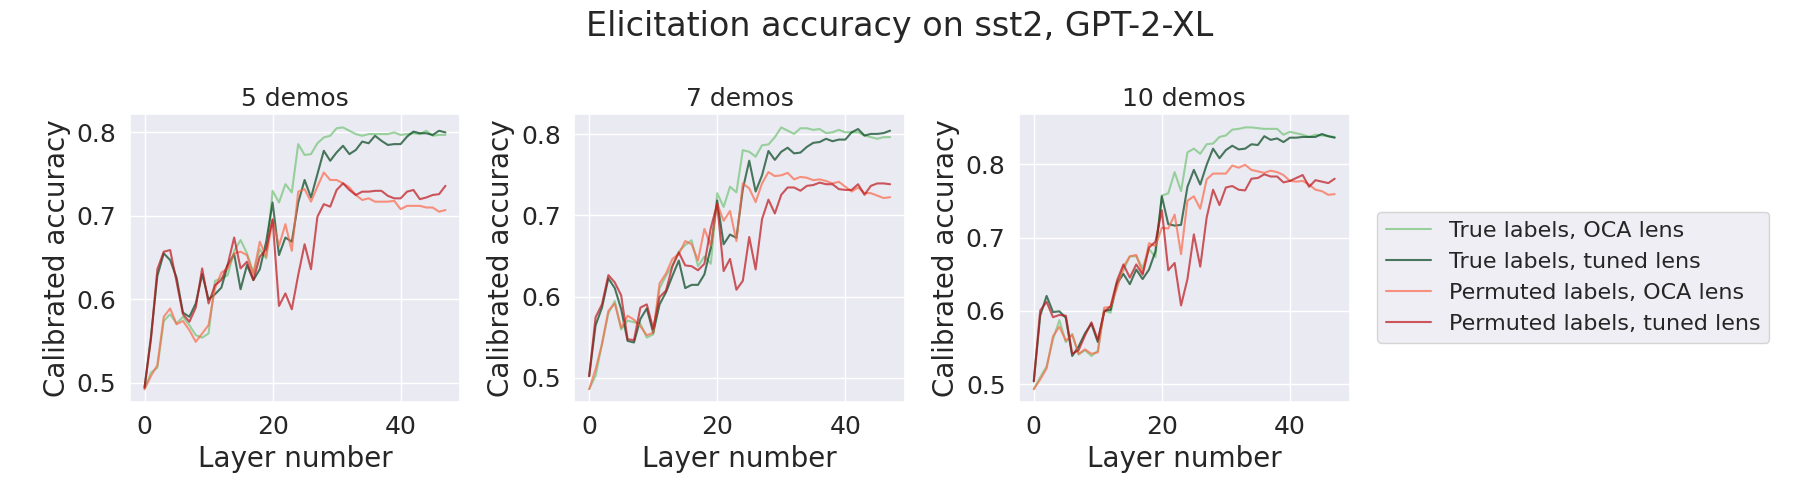 Elicitation accuracy on sst2, GPT-2-XL
5 demos
7 demos
10 demos
Calibrated accuracy
0.8
0.7
0.6
0.5
0
20
40
Layer number
Calibrated accuracy
0.8
0.7
0.6
0.5
0
20
40
Layer number
Calibrated accuracy
0.8
0.7
0.6
0.5
0
20
40
Layer number
True labels, OCA lens
True labels, tuned lens
Permuted labels, OCA lens
Permuted labels, tuned lens